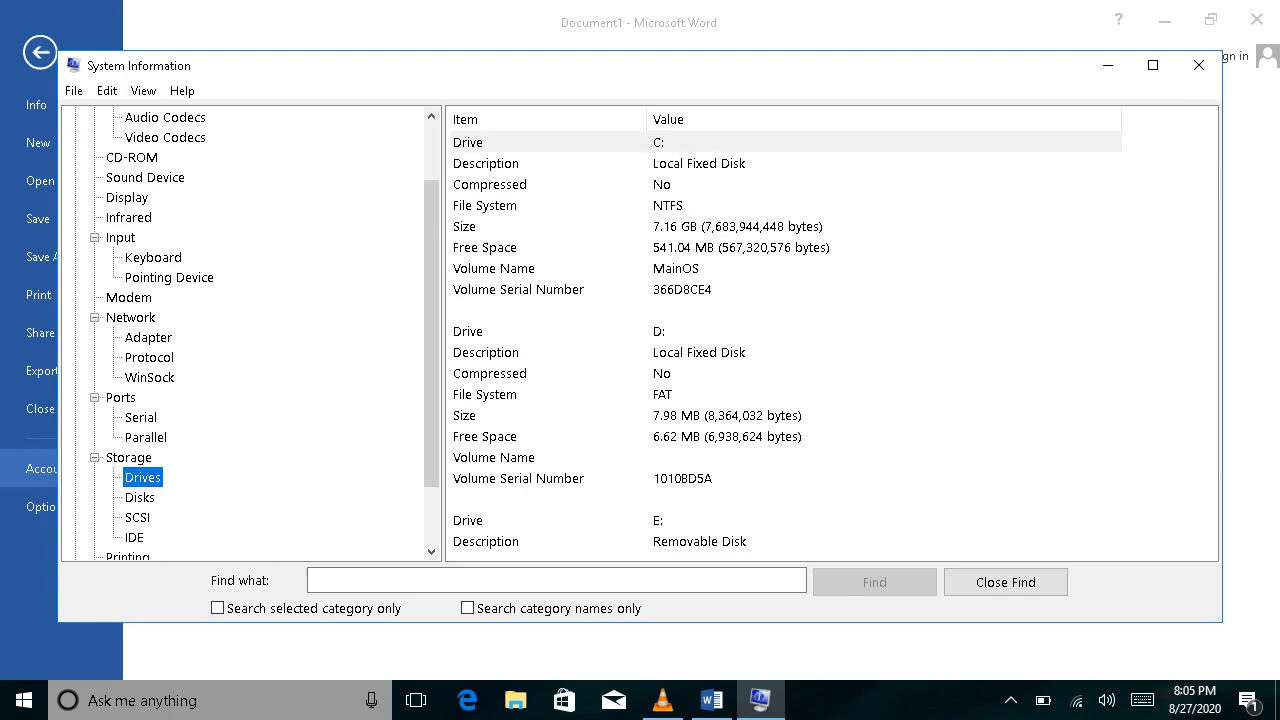 Document1 - Microsoft Word
?
System Information
gn in
File Edit View Help
Info
New
Open
Save
Save A
Print
Share
Export
Close
Accou
Optio
Audio Codecs
Video Codecs
CD-ROM
Sound Device
Display
Infrared
Input
Keyboard
Pointing Device
Modem
Network
Adapter
Protocol
WinSock
Ports
Serial
Parallel
Storage
Drives
Disks
SCSI
IDE
Printing
Item Value
Drive C:
Description Local Fixed Disk
Compressed No
File System NTFS
Size 7.16 GB (7,683,944,448 bytes)
Free Space 541.04 MB (567,320,576 bytes)
Volume Name MainOS
Volume Serial Number 366D8CE4
Drive D:
Description Local Fixed Disk
Compressed No
File System FAT
Size 7.98 MB (8,364,032 bytes)
Free Space 6.62 MB (6,938,624 bytes)
Volume Name
Volume Serial Number 1010BD5A
Drive E:
Description Removable Disk
Find what: Find Close Find
Search selected category only Search category names only
Ask me anything
8:05 PM
8/27/2020
1